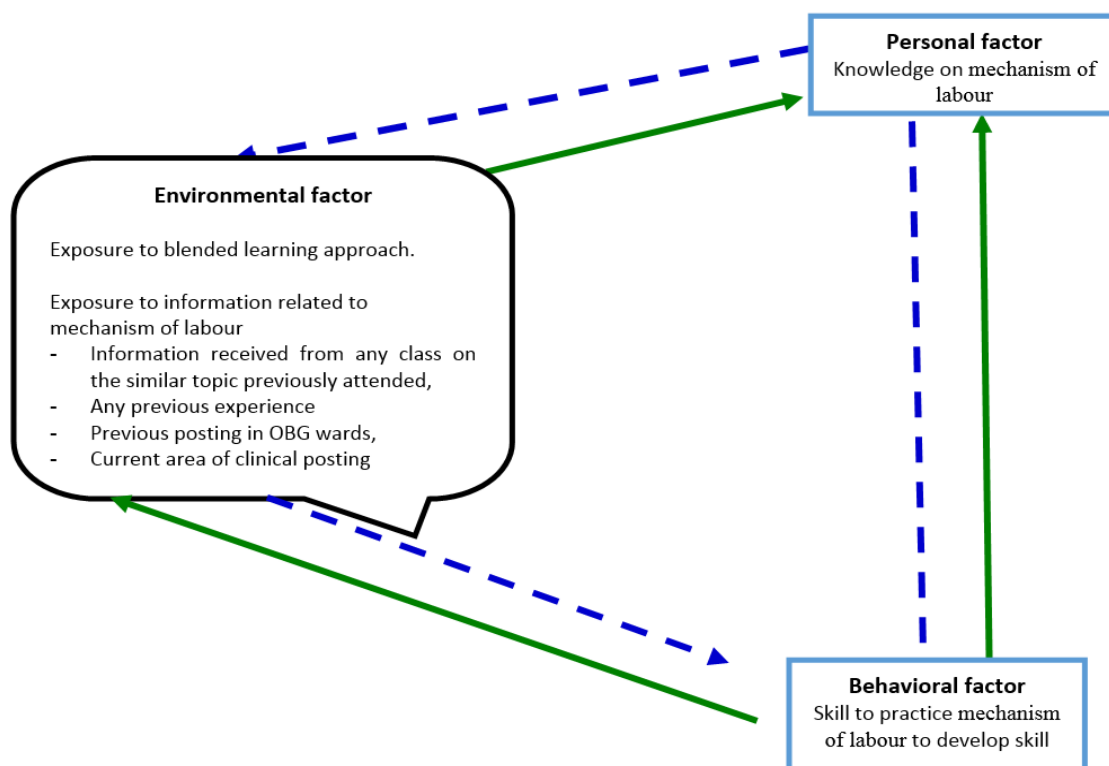 Personal factor
Knowledge on mechanism of
labour
Environmental factor
Exposure to blended learning approach.
Exposure to information related to
mechanism of labour
- Information received from any class on
the similar topic previously attended,
- Any previous experience
- Previous posting in OBG wards,
- Current area of clinical posting
Behavioral factor
Skill to practice mechanism
of labour to develop skill